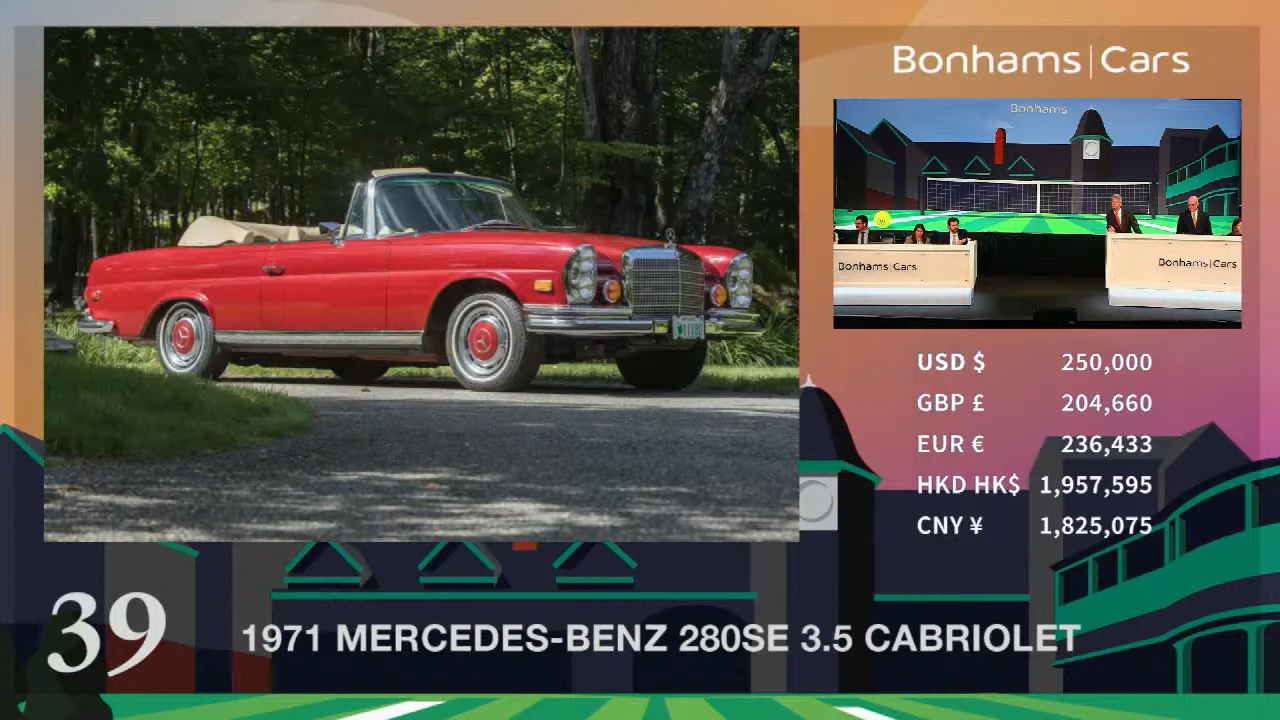 Bonhams|Cars
Bonhams
Bonhams|Cars
Bonhams|Cars
USD $ 250,000
GBP £ 204,660
EUR € 236,433
HKD HK$ 1,957,595
CNY ¥ 1,825,075
39
1971 MERCEDES-BENZ 280SE 3.5 CABRIOLET